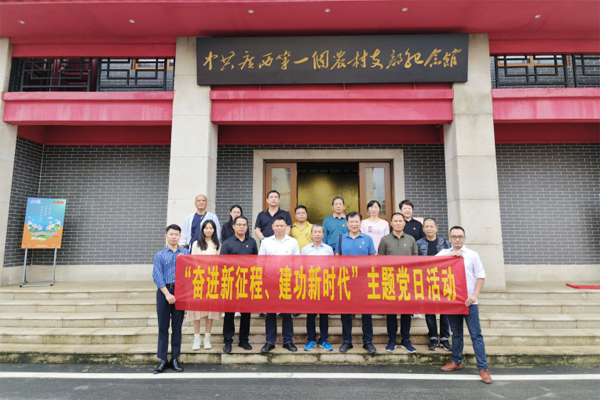 中共广西第一個农村支部纪念馆
“奋进新征程、建功新时代”主题党日活动